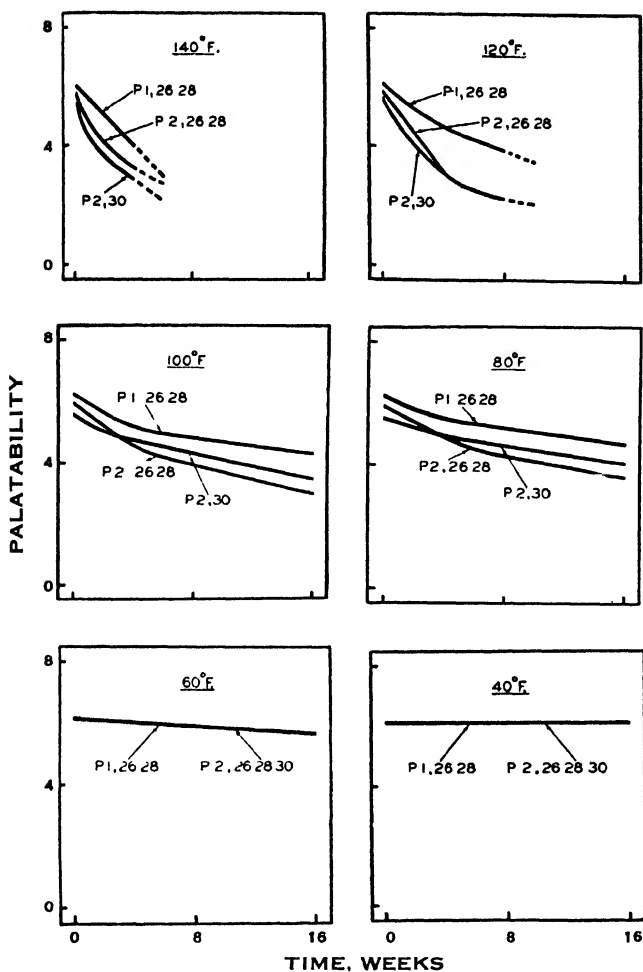 8
4
0
140°F.
P1,26 28
P2,26 28
P2,30
120°F.
P1,26 28
P2,26 28
P2,30
PALATABILITY
8
4
0
100°F
P1 26 28
P2 26 28
P2,30
80°F
P1 26 28
P2,26 28
P2,30
8
4
0
60°F.
P1,26 28
P2,26 28 30
40°F.
P1,26 28
P2,26 28 30
0 8 16
0 8 16
TIME, WEEKS